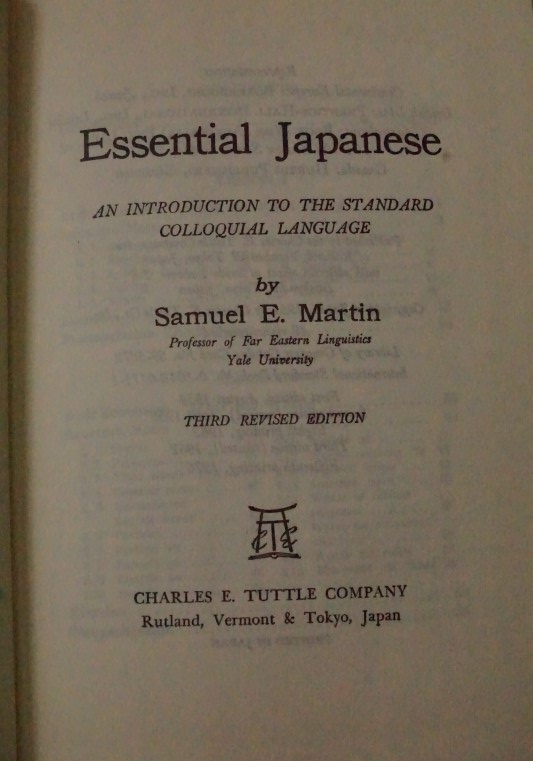 Essential Japanese
AN INTRODUCTION TO THE STANDARD
COLLOQUIAL LANGUAGE
by
Samuel E. Martin
Professor of Far Eastern Linguistics
Yale University
THIRD REVISED EDITION
CHARLES E. TUTTLE COMPANY
Rutland, Vermont & Tokyo, Japan